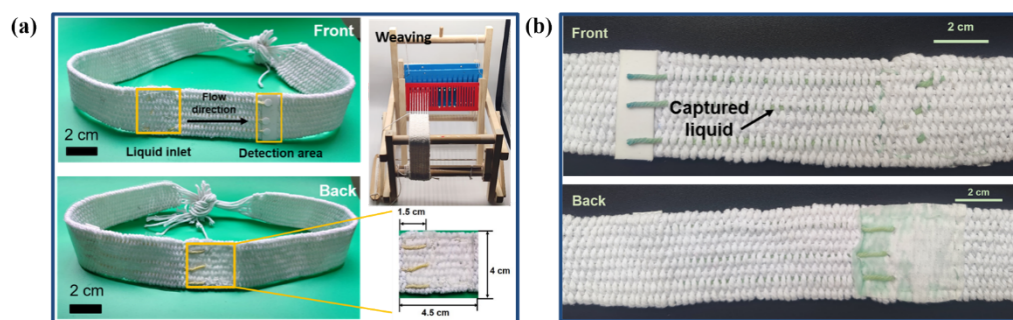 (a)
Front
Flow
direction
2 cm
Liquid inlet
Detection area
Weaving
Back
2 cm
1.5 cm
4 cm
4.5 cm
(b)
Front
2 cm
Captured
liquid
Back
2 cm